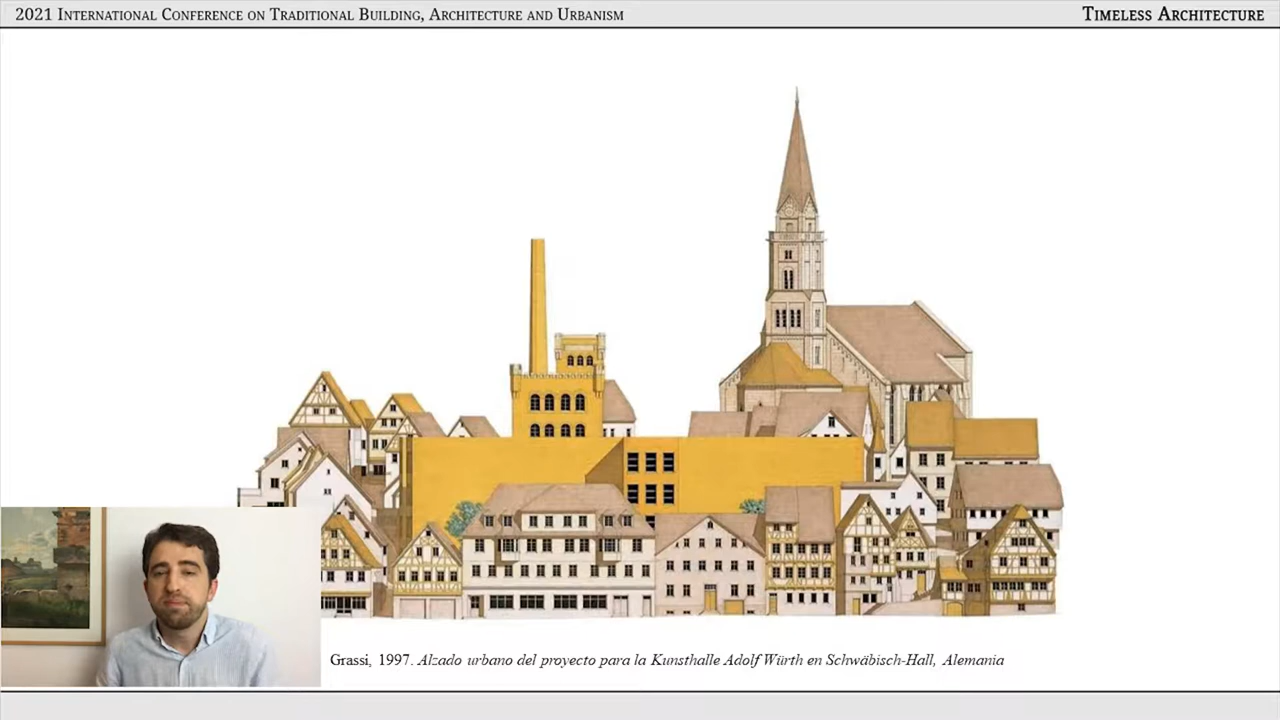 2021 International Conference on Traditional Building, Architecture and Urbanism
Timeless Architecture
Grassi, 1997. Alzado urbano del proyecto para la Kunsthalle Adolf Würth en Schwäbisch-Hall, Alemania